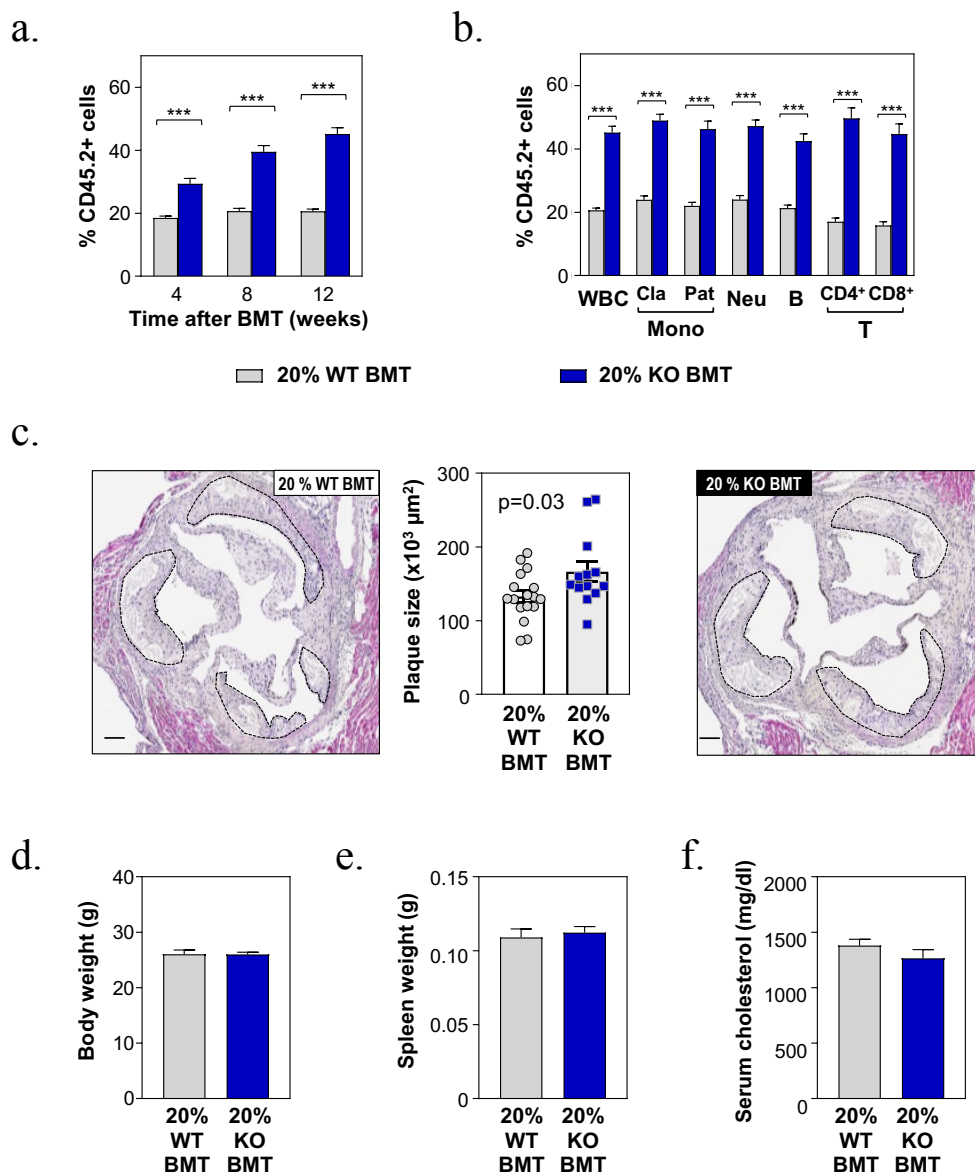 a.
b.
% CD45.2+ cells
60
40
20
0
***
***
***
4
8
12
Time after BMT (weeks)
% CD45.2+ cells
60
40
20
0
***
***
***
***
***
***
***
WBC
Cla
Pat
Neu
B
CD4⁺
CD8⁺
Mono
T
20% WT BMT
20% KO BMT
c.
20 % WT BMT
Plaque size (x10³ µm²)
300
200
100
0
p=0.03
20%
WT
BMT
20%
KO
BMT
20 % KO BMT
d.
e.
f.
Body weight (g)
40
30
20
10
0
20%
WT
BMT
20%
KO
BMT
Spleen weight (g)
0.15
0.10
0.05
0.00
20%
WT
BMT
20%
KO
BMT
Serum cholesterol (mg/dl)
2000
1500
1000
500
0
20%
WT
BMT
20%
KO
BMT